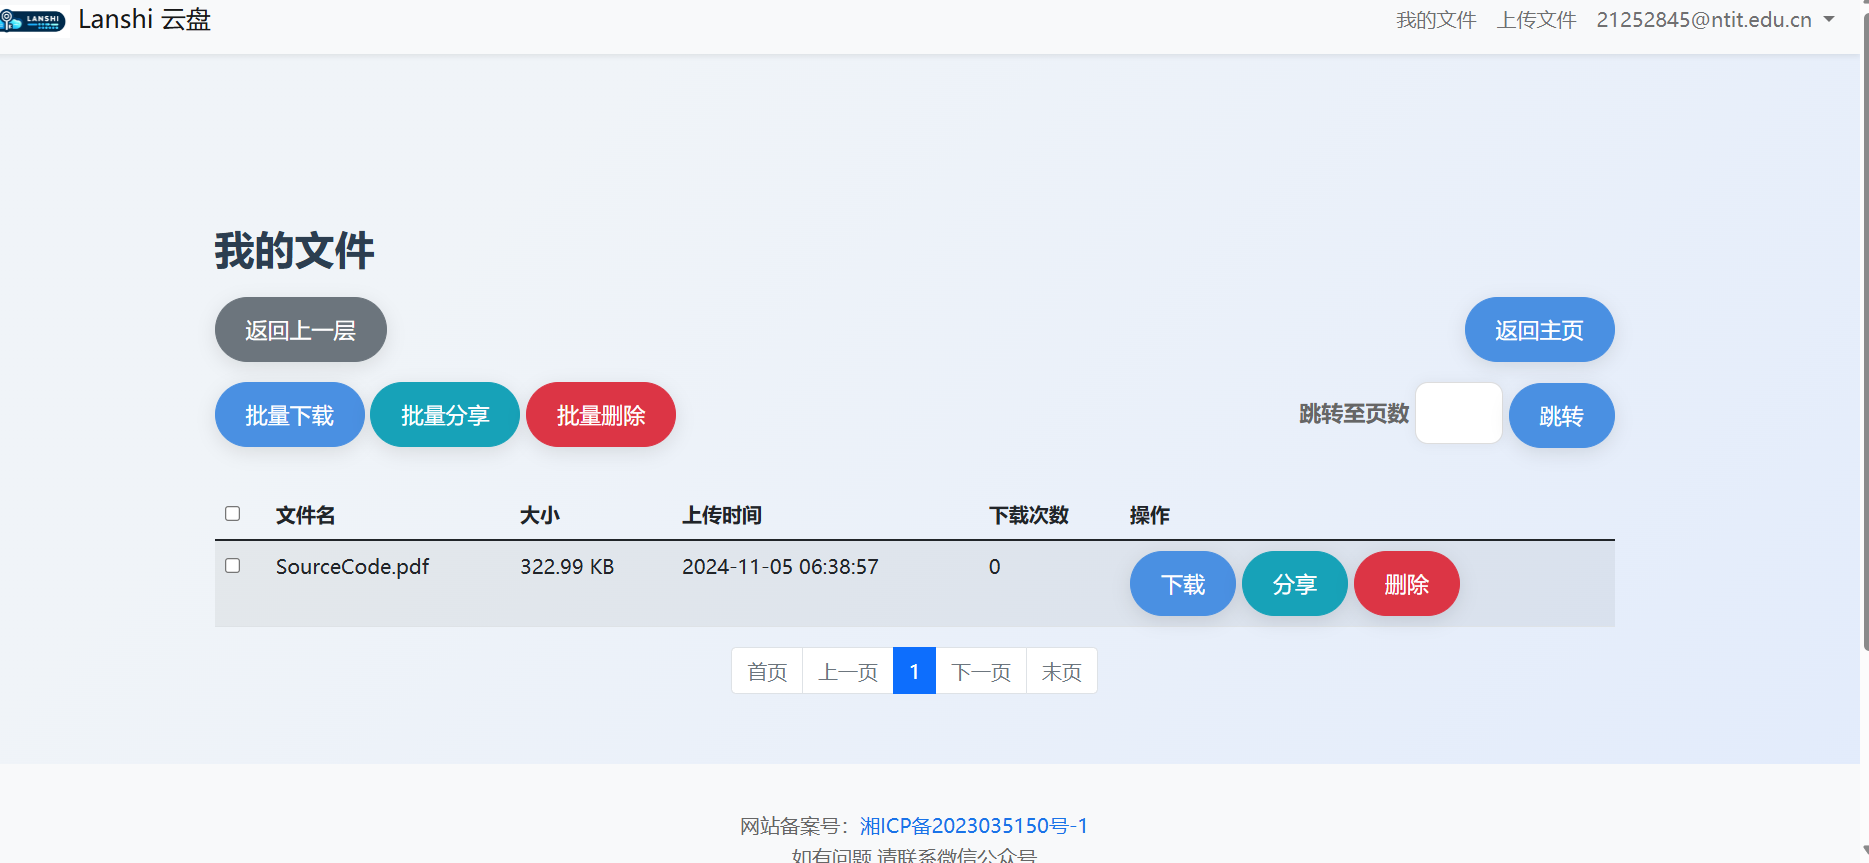 LANSHI Lanshi 云盘 我的文件 上传文件 21252845@ntit.edu.cn
我的文件
返回上一层 返回主页
批量下载 批量分享 批量删除 跳转至页数 跳转
文件名 大小 上传时间 下载次数 操作
SourceCode.pdf 322.99 KB 2024-11-05 06:38:57 0 下载 分享 删除
首页 上一页 1 下一页 末页
网站备案号：湘ICP备2023035150号-1
如有问题 请联系微信公众号